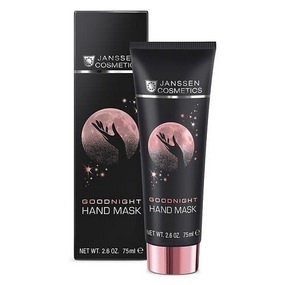 JANSSEN
COSMETICS
GOODNIGHT
HAND MASK
NET WT. 2.6 OZ. 75ml e
JANSSEN
COSMETICS
GOODNIGHT
HAND MASK
NET WT. 2.6 OZ. 75ml e